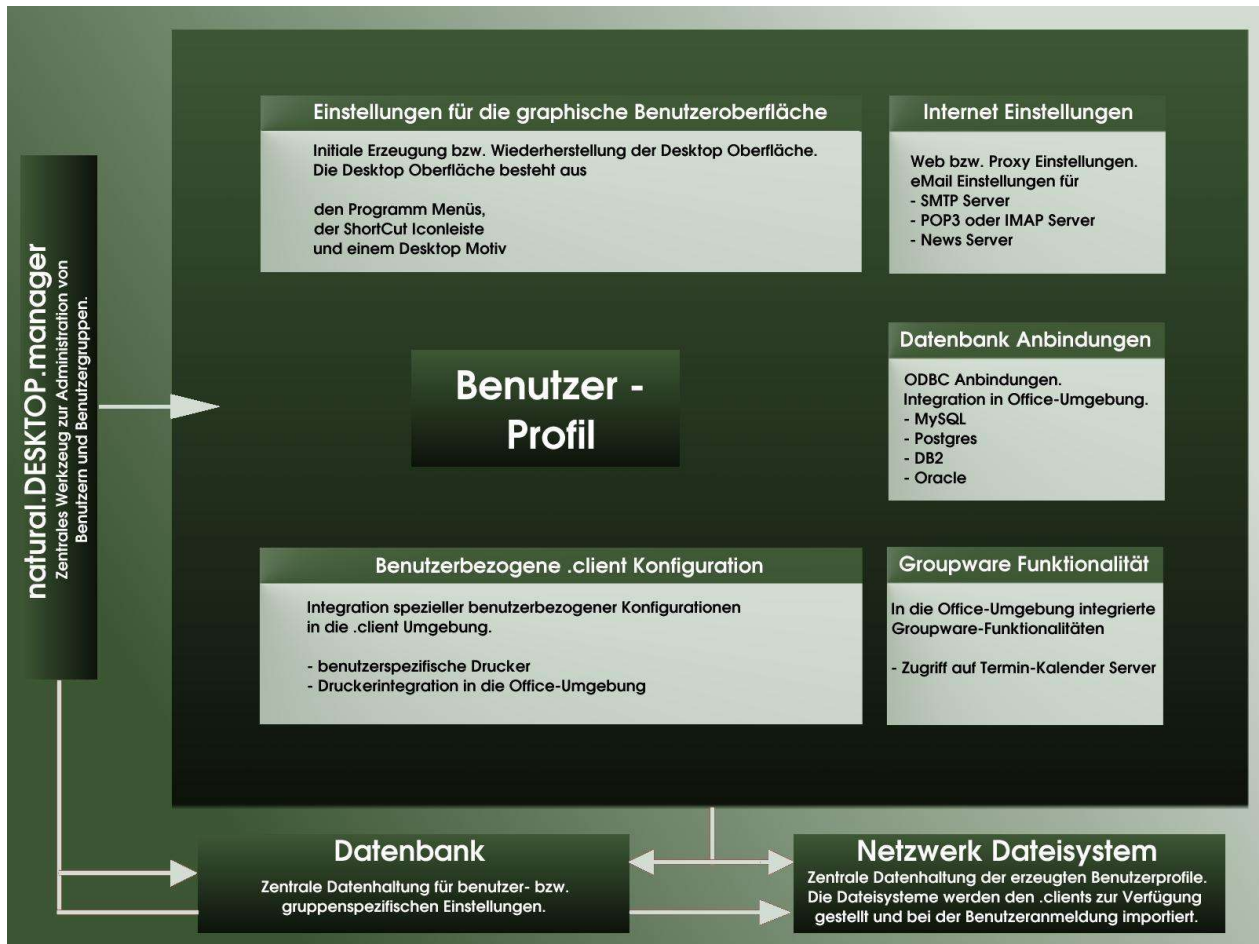 natural.DESKTOP.manager
Zentrales Werkzeug zur Administration von
Benutzern und Benutzergruppen.
Einstellungen für die graphische Benutzeroberfläche
Initiale Erzeugung bzw. Wiederherstellung der Desktop Oberfläche.
Die Desktop Oberfläche besteht aus
den Programm Menüs,
der ShortCut Iconleiste
und einem Desktop Motiv
Internet Einstellungen
Web bzw. Proxy Einstellungen.
eMail Einstellungen für
- SMTP Server
- POP3 oder IMAP Server
- News Server
Benutzer -
Profil
Datenbank Anbindungen
ODBC Anbindungen.
Integration in Office-Umgebung.
- MySQL
- Postgres
- DB2
- Oracle
Benutzerbezogene .client Konfiguration
Integration spezieller benutzerbezogener Konfigurationen
in die .client Umgebung.
- benutzerspezifische Drucker
- Druckerintegration in die Office-Umgebung
Groupware Funktionalität
In die Office-Umgebung integrierte
Groupware-Funktionalitäten
- Zugriff auf Termin-Kalender Server
Datenbank
Zentrale Datenhaltung für benutzer- bzw.
gruppenspezifischen Einstellungen.
Netzwerk Dateisystem
Zentrale Datenhaltung der erzeugten Benutzerprofile.
Die Dateisysteme werden den .clients zur Verfügung
gestellt und bei der Benutzeranmeldung importiert.